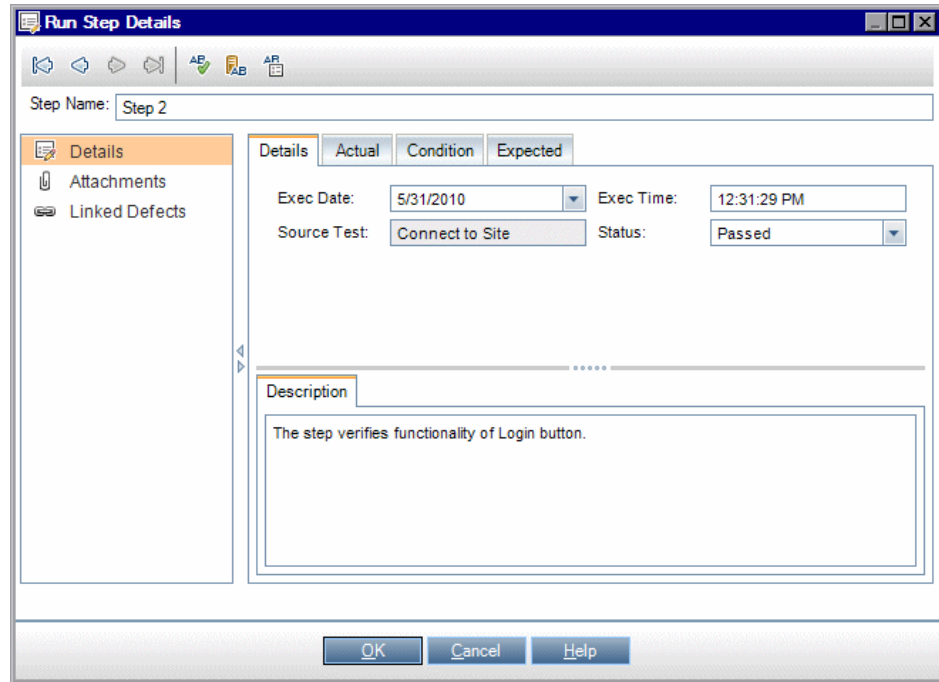 Run Step Details
Step Name: Step 2
Details
Attachments
Linked Defects
Details Actual Condition Expected
Exec Date: 5/31/2010 Exec Time: 12:31:29 PM
Source Test: Connect to Site Status: Passed
Description
The step verifies functionality of Login button.
OK Cancel Help